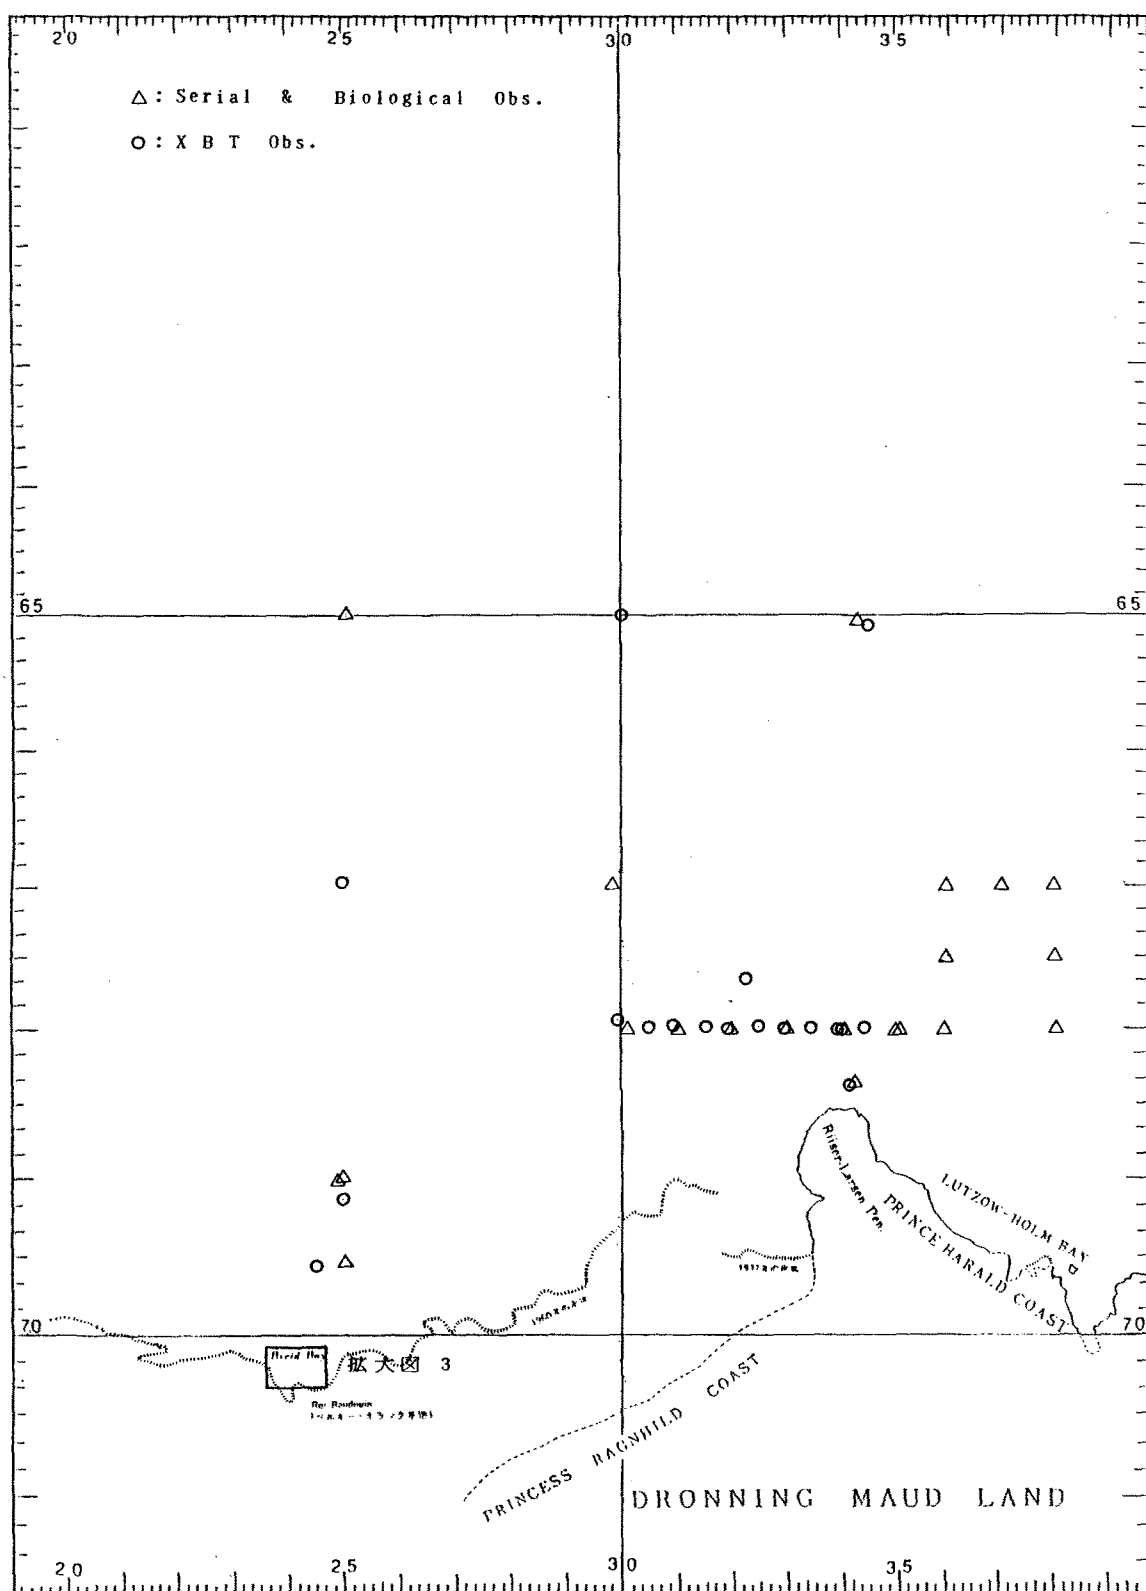 20 25 30 35
△: Serial & Biological Obs.
○: XBT Obs.
65 65
Riiser-Larsen Pen.
LUTZOW-HOLM BAY
PRINCE HARALD COAST
70 70
拡大図 3
PRINCESS RAGNHILD COAST
DRONNING MAUD LAND
20 25 30 35